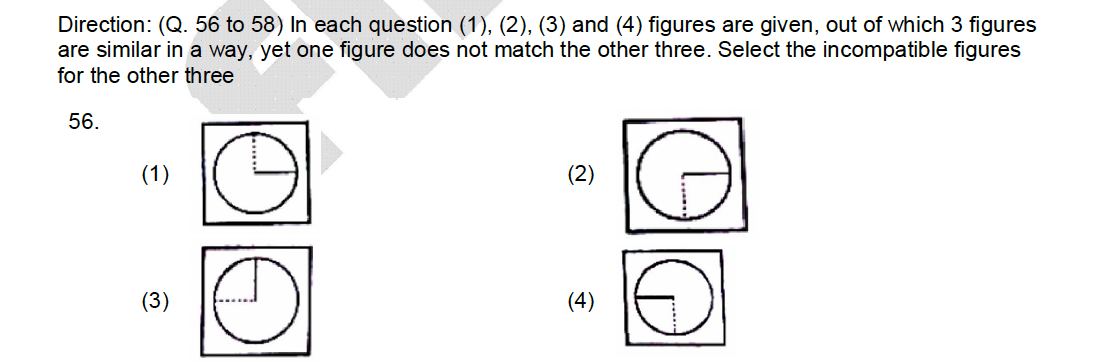 Direction: (Q. 56 to 58) In each question (1), (2), (3) and (4) figures are given, out of which 3 figures
are similar in a way, yet one figure does not match the other three. Select the incompatible figures
for the other three
56.
(1)
(2)
(3)
(4)